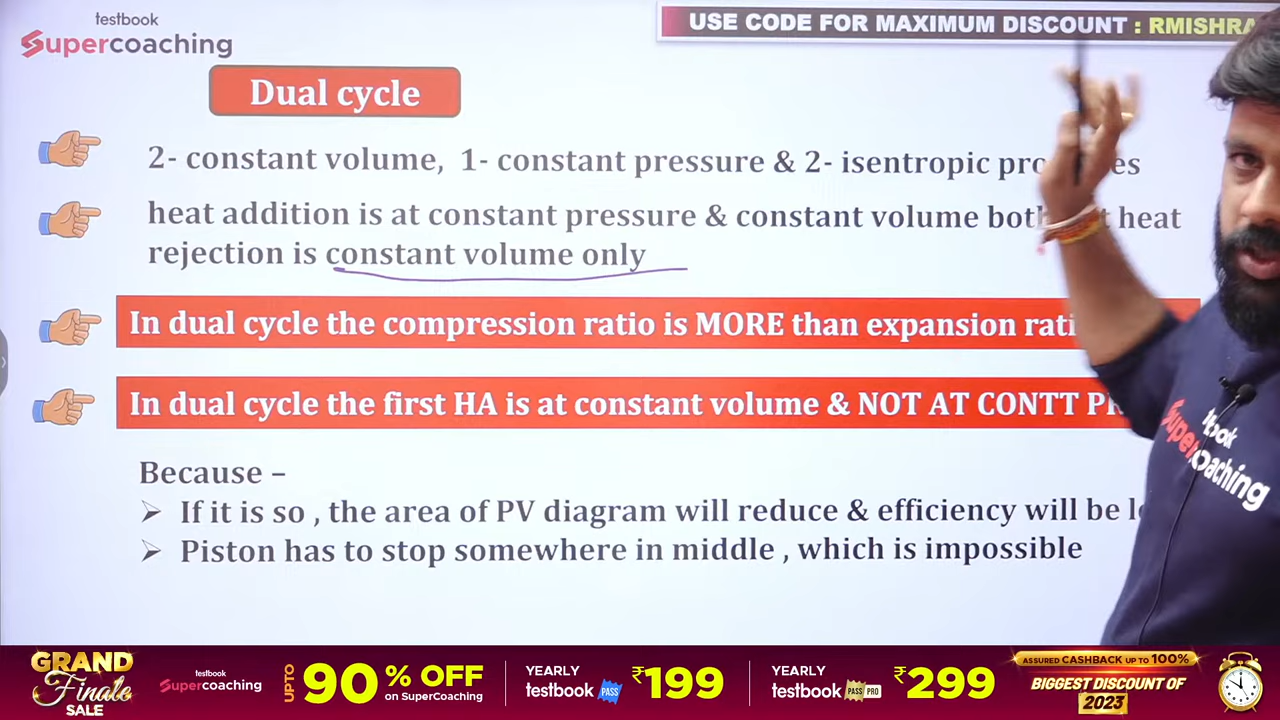 testbook
Supercoaching
USE CODE FOR MAXIMUM DISCOUNT : RMISHRA
Dual cycle
2- constant volume, 1- constant pressure & 2- isentropic
heat addition is at constant pressure & constant volume heat
rejection is constant volume only
In dual cycle the compression ratio is MORE than expansion
In dual cycle the first HA is at constant volume & NOT AT CONTT
Because –
If it is so , the area of PV diagram will reduce & efficiency will be
Piston has to stop somewhere in middle , which is impossible
Supercoaching
GRAND
Finale
SALE
testbook
Supercoaching
UPTO 90% OFF
on SuperCoaching
YEARLY
testbook PASS
₹199
YEARLY
testbook PASS PRO
₹299
ASSURED CASHBACK UP TO 100%
BIGGEST DISCOUNT OF
2023